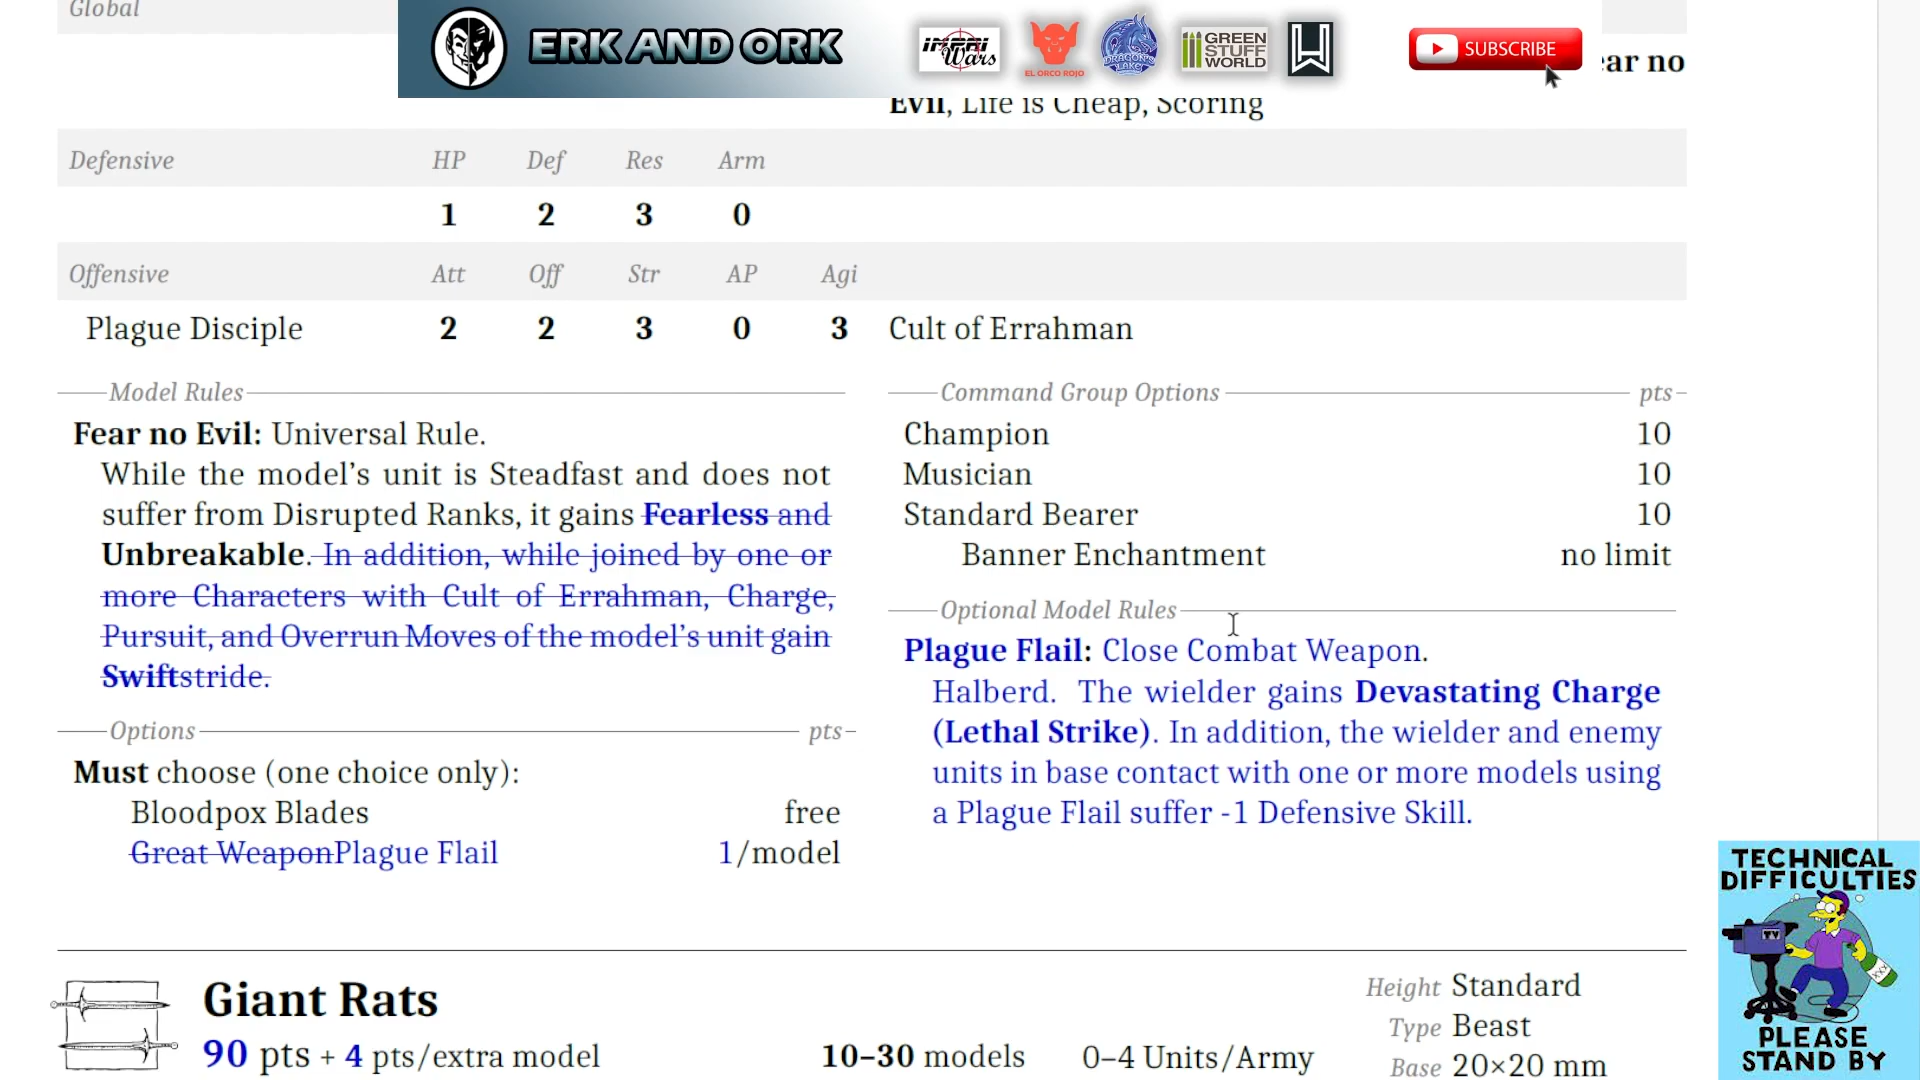 Global
ERK AND ORK
Wars
EL ORCO ROJO
DRAGON'S LAKE
GREEN STUFF WORLD
SUBSCRIBE
ear no
Evil, Life is Cheap, Scoring
Defensive HP Def Res Arm
1 2 3 0
Offensive Att Off Str AP Agi
Plague Disciple 2 2 3 0 3 Cult of Errahman
Model Rules
Fear no Evil: Universal Rule.
While the model's unit is Steadfast and does not
suffer from Disrupted Ranks, it gains Fearless and
Unbreakable. In addition, while joined by one or
more Characters with Cult of Errahman, Charge,
Pursuit, and Overrun Moves of the model's unit gain
Swiftstride.
Options pts
Must choose (one choice only):
Bloodpox Blades free
Great WeaponPlague Flail 1/model
Command Group Options pts
Champion 10
Musician 10
Standard Bearer 10
Banner Enchantment no limit
Optional Model Rules
Plague Flail: Close Combat Weapon.
Halberd. The wielder gains Devastating Charge
(Lethal Strike). In addition, the wielder and enemy
units in base contact with one or more models using
a Plague Flail suffer -1 Defensive Skill.
TECHNICAL
DIFFICULTIES
TV
XXX
PLEASE
STAND BY
Giant Rats
90 pts + 4 pts/extra model 10–30 models 0–4 Units/Army
Height Standard
Type Beast
Base 20×20 mm